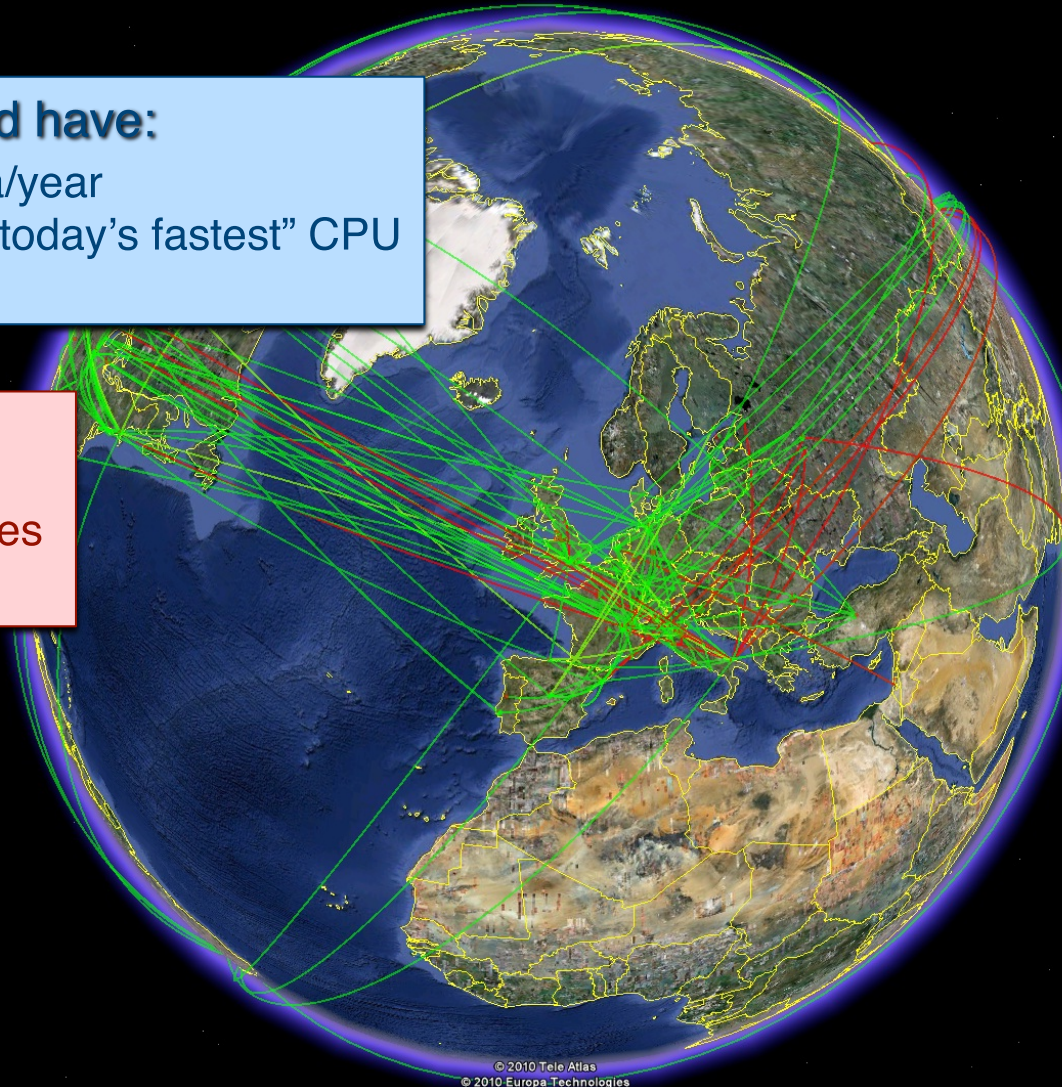 d have:
a/year
today’s fastest” CPU
es
© 2010 Tele Atlas
© 2010 Europa Technologies